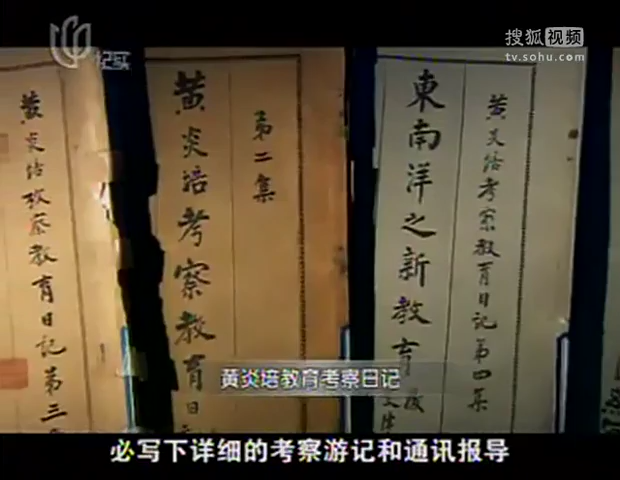 纪实
搜狐视频
tv.sohu.com
黄炎培考察教育日记第四集
東南洋之新教育
第二集
黄炎培考察教育日
黄炎培攷察教育日记第三
黄炎培教育考察日记
必写下详细的考察游记和通讯报导